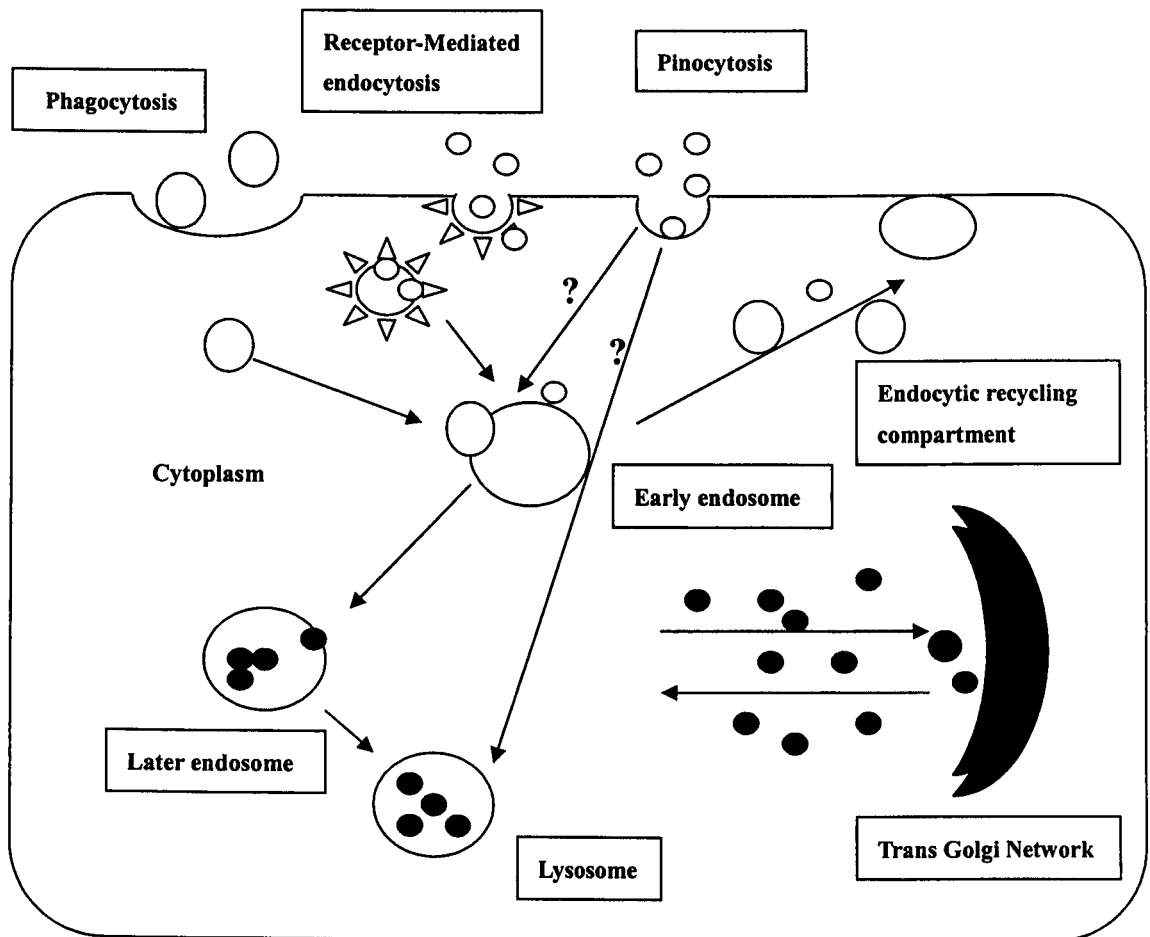 Receptor-Mediated
endocytosis
Pinocytosis
Phagocytosis
?
?
Endocytic recycling
compartment
Cytoplasm
Early endosome
Later endosome
Lysosome
Trans Golgi Network